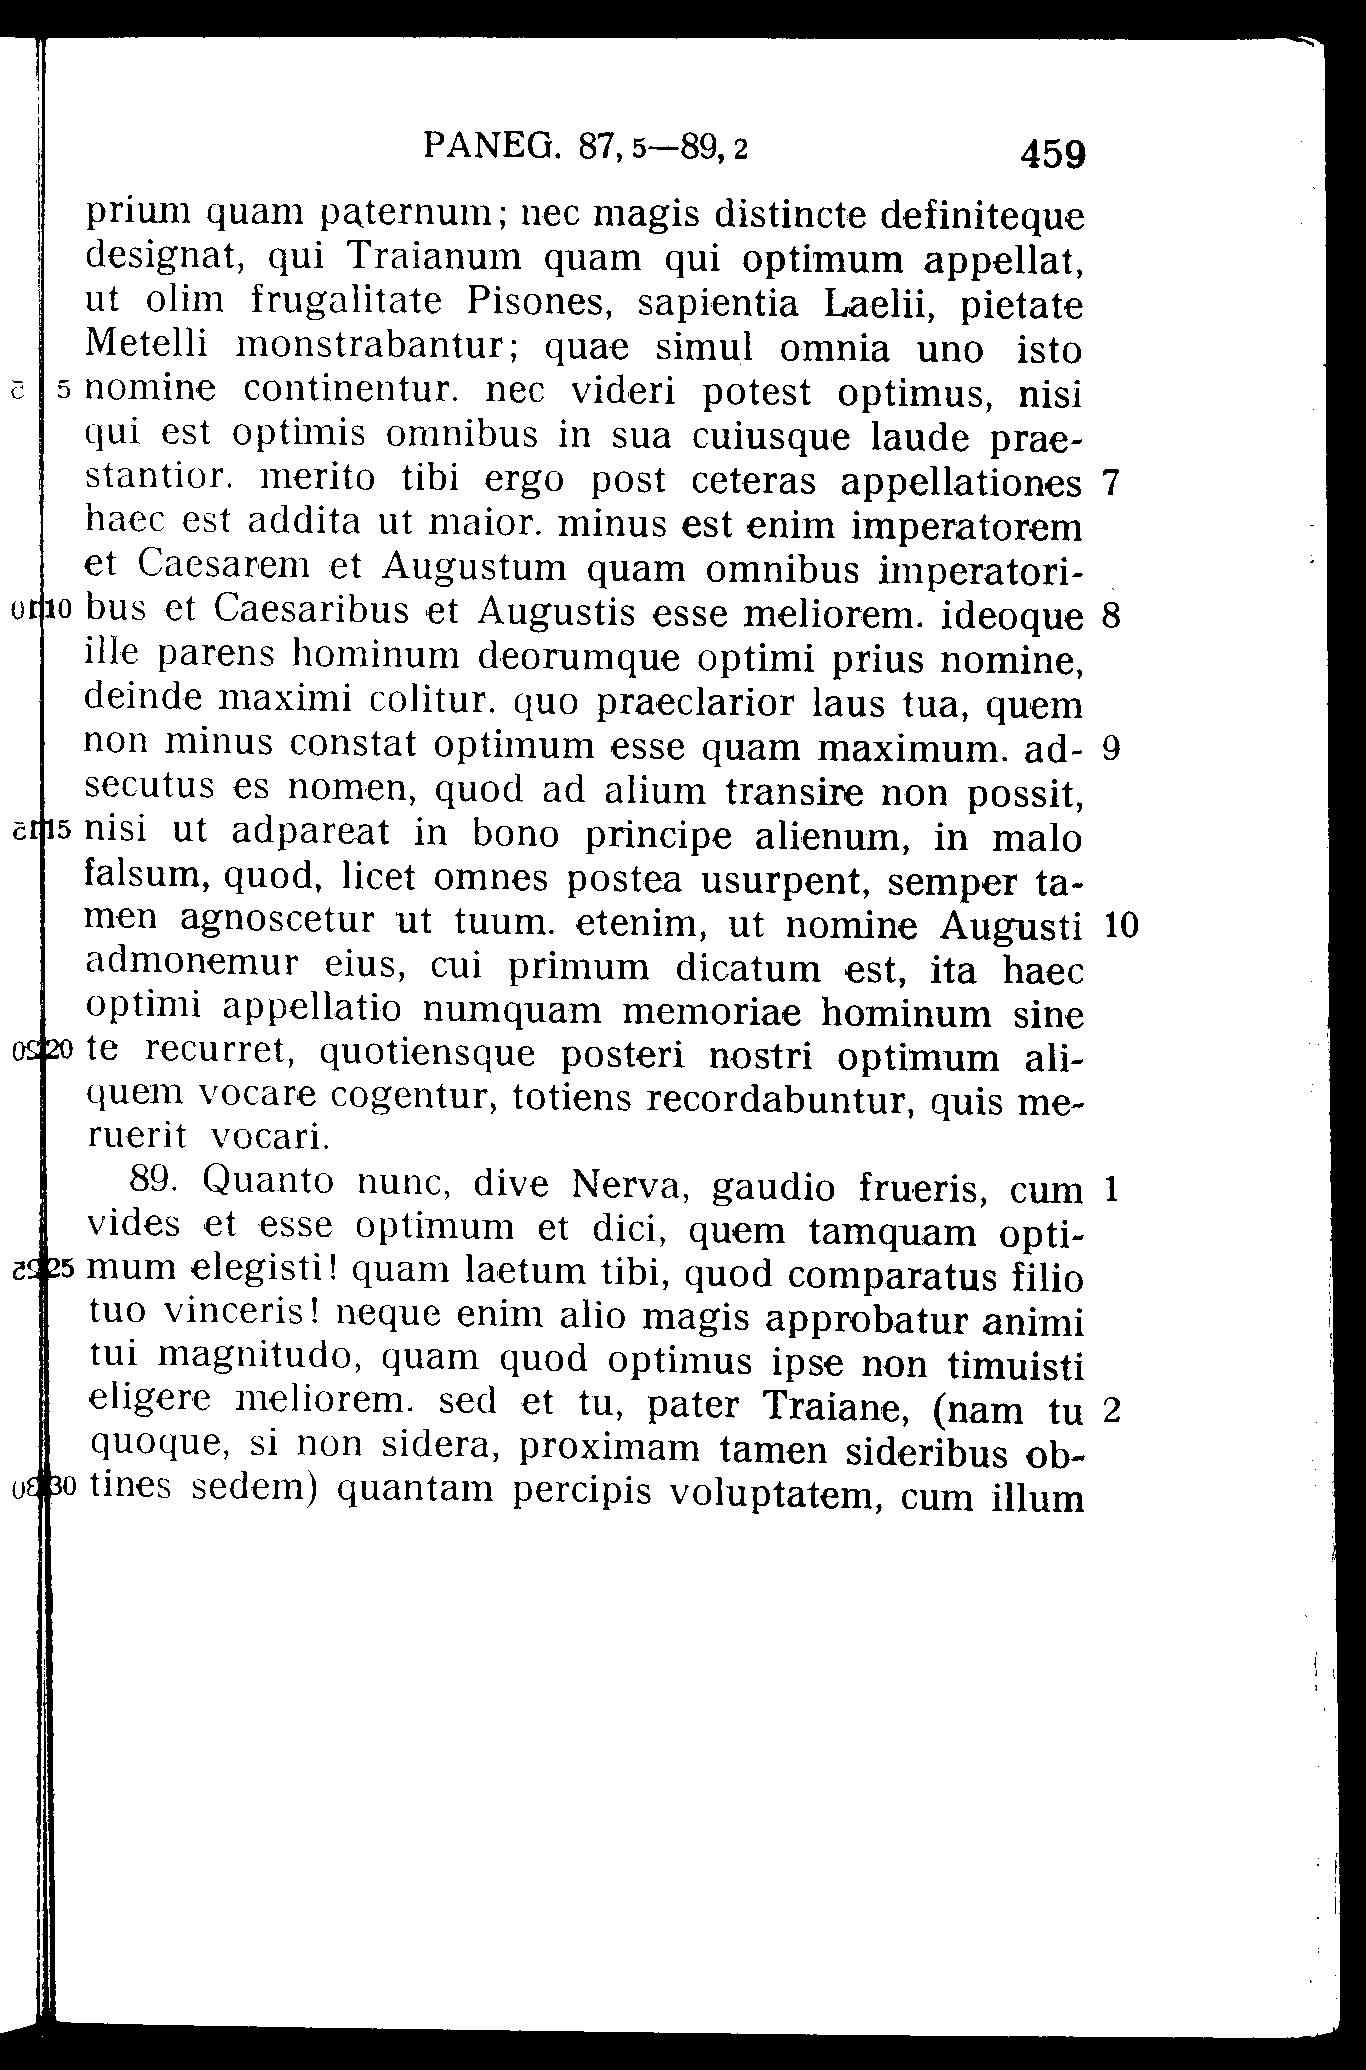 PANEG. 87, 5—89, 2 459
prium quam paternum; nec magis distincte definiteque
designat, qui Traianum quam qui optimum appellat,
ut olim frugalitate Pisones, sapientia Laelii, pietate
Metelli monstrabantur; quae simul omnia uno isto
5 nomine continentur. nec videri potest optimus, nisi
qui est optimis omnibus in sua cuiusque laude prae-
stantior. merito tibi ergo post ceteras appellationes 7
haec est addita ut maior. minus est enim imperatorem
et Caesarem et Augustum quam omnibus imperatori-
10 bus et Caesaribus et Augustis esse meliorem. ideoque 8
ille parens hominum deorumque optimi prius nomine,
deinde maximi colitur. quo praeclarior laus tua, quem
non minus constat optimum esse quam maximum. ad- 9
secutus es nomen, quod ad alium transire non possit,
15 nisi ut adpareat in bono principe alienum, in malo
falsum, quod, licet omnes postea usurpent, semper ta-
men agnoscetur ut tuum. etenim, ut nomine Augusti 10
admonemur eius, cui primum dicatum est, ita haec
optimi appellatio numquam memoriae hominum sine
20 te recurret, quotiensque posteri nostri optimum ali-
quem vocare cogentur, totiens recordabuntur, quis me-
ruerit vocari.
89. Quanto nunc, dive Nerva, gaudio frueris, cum 1
vides et esse optimum et dici, quem tamquam opti-
25 mum elegisti! quam laetum tibi, quod comparatus filio
tuo vinceris! neque enim alio magis approbatur animi
tui magnitudo, quam quod optimus ipse non timuisti
eligere meliorem. sed et tu, pater Traiane, (nam tu 2
quoque, si non sidera, proximam tamen sideribus ob-
30 tines sedem) quantam percipis voluptatem, cum illum